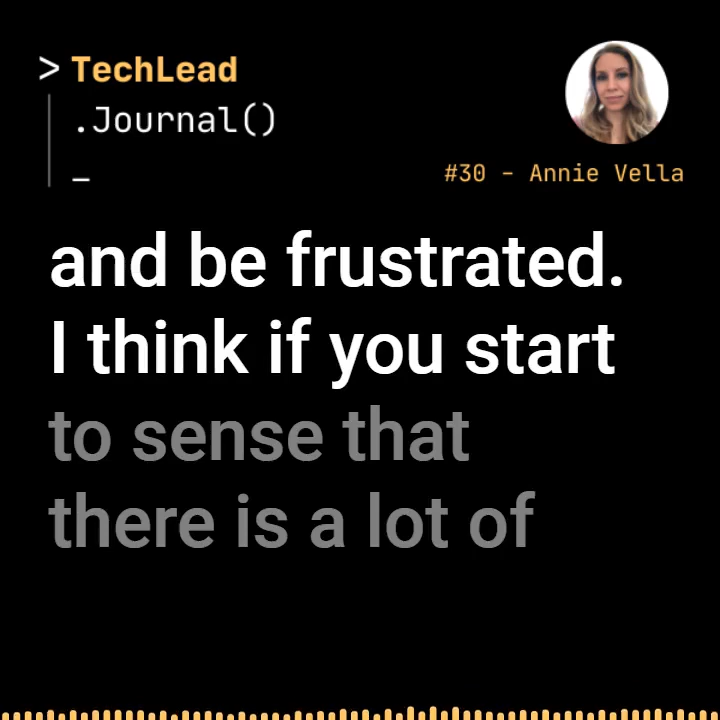 > TechLead
.Journal()
_
#30 - Annie Vella
and be frustrated.
I think if you start
to sense that
there is a lot of